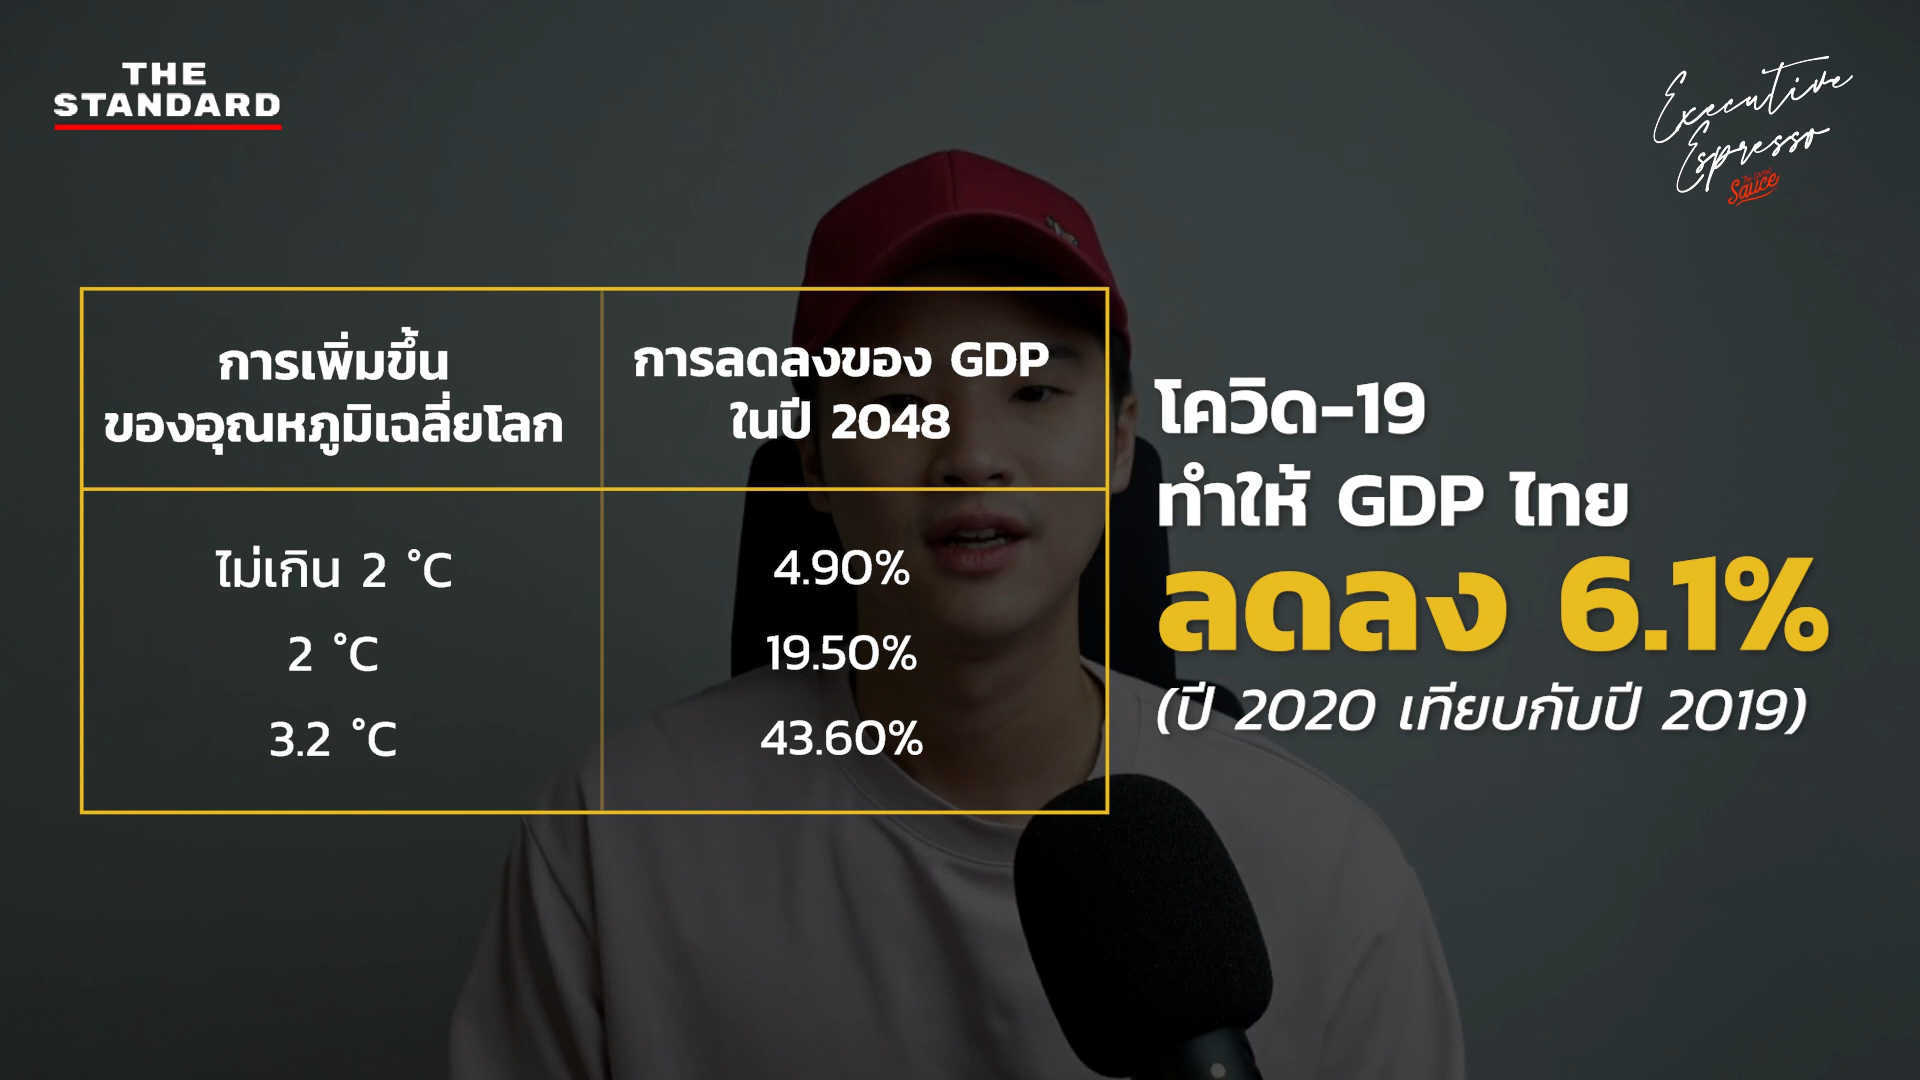 THE
STANDARD
Executive
Espresso
The Secret
Sauce
การเพิ่มขึ้น
ของอุณหภูมิเฉลี่ยโลก
การลดลงของ GDP
ในปี 2048
ไม่เกิน 2 °C
4.90%
2 °C
19.50%
3.2 °C
43.60%
โควิด-19
ทำให้ GDP ไทย
ลดลง 6.1%
(ปี 2020 เทียบกับปี 2019)